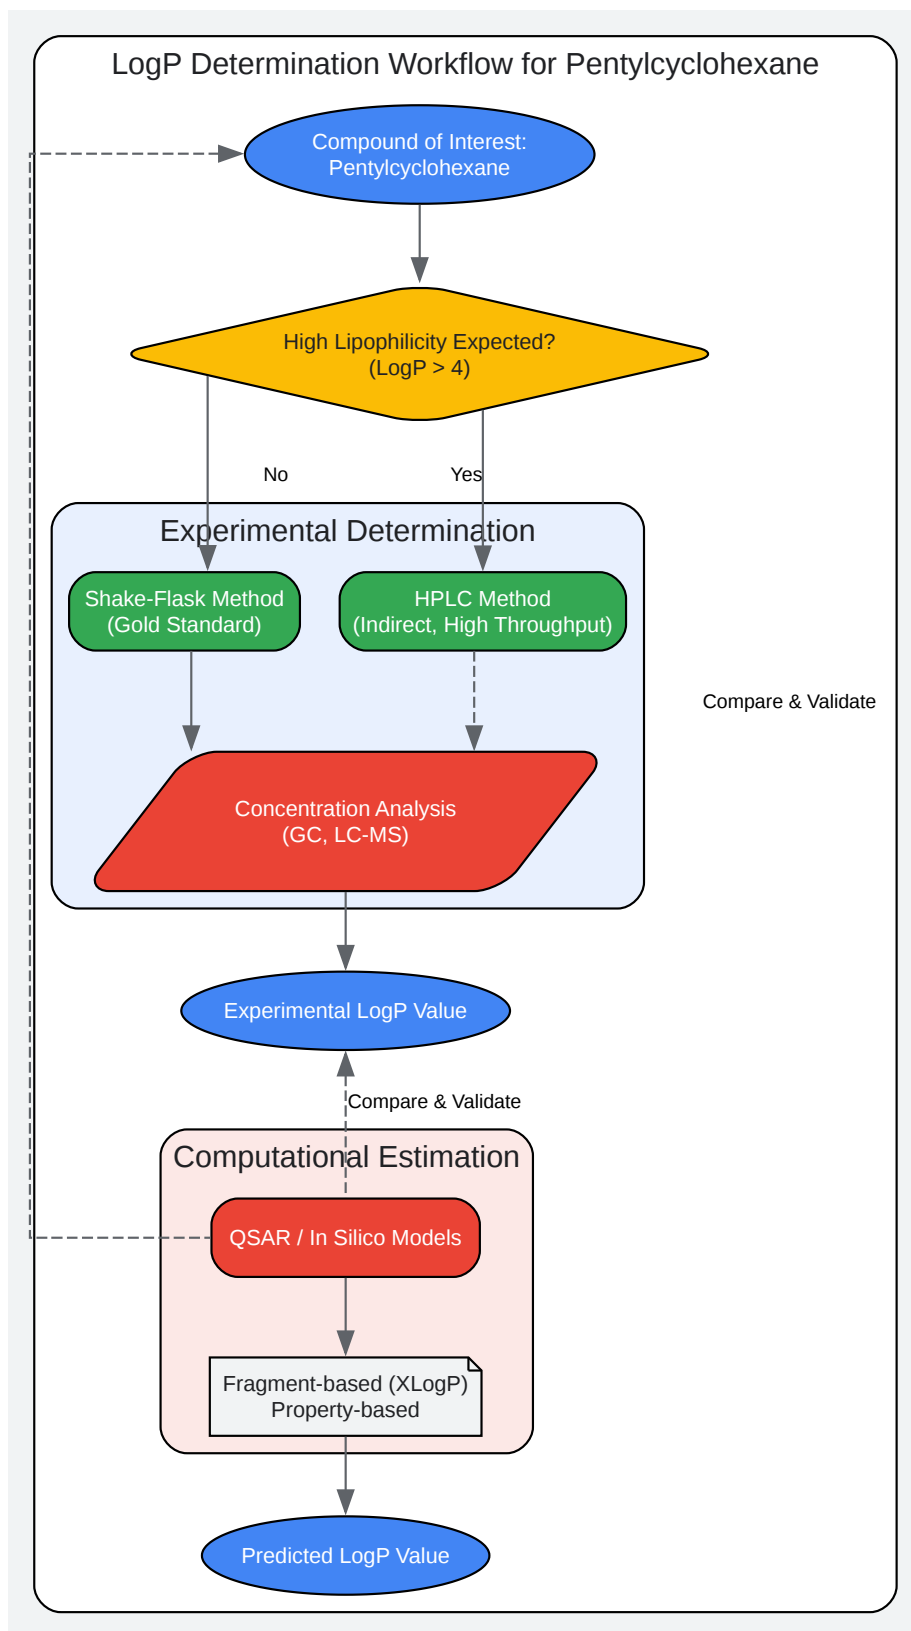 LogP Determination Workflow for Pentylcyclohexane
Compound of Interest:
Pentylcyclohexane
High Lipophilicity Expected?
(LogP > 4)
No
Yes
Experimental Determination
Shake-Flask Method
(Gold Standard)
HPLC Method
(Indirect, High Throughput)
Compare & Validate
Concentration Analysis
(GC, LC-MS)
Experimental LogP Value
Compare & Validate
Computational Estimation
QSAR / In Silico Models
Fragment-based (XLogP)
Property-based
Predicted LogP Value